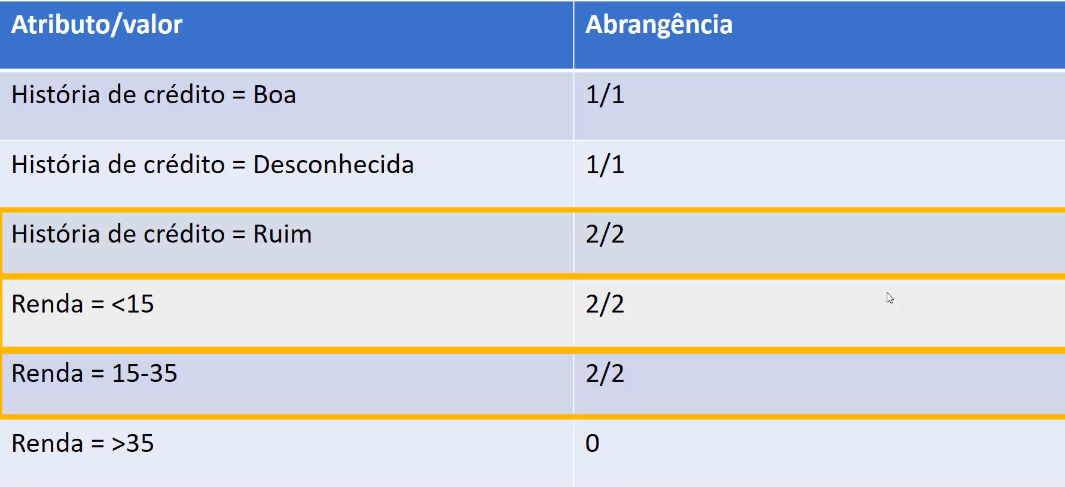 Atributo/valor Abrangência
História de crédito = Boa 1/1
História de crédito = Desconhecida 1/1
História de crédito = Ruim 2/2
Renda = <15 2/2
Renda = 15-35 2/2
Renda = >35 0